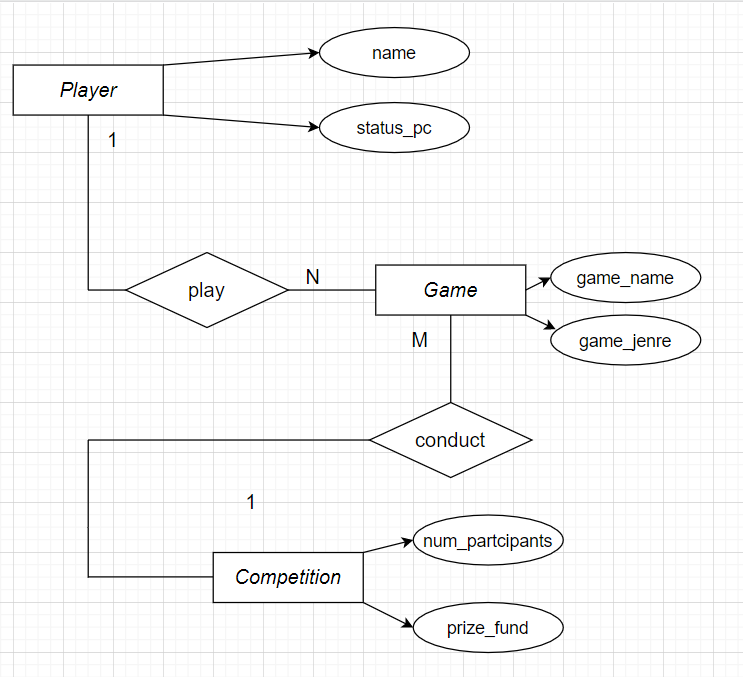 name
Player
status_pc
1
play
N
Game
game_name
M
game_jenre
conduct
1
num_partcipants
Competition
prize_fund